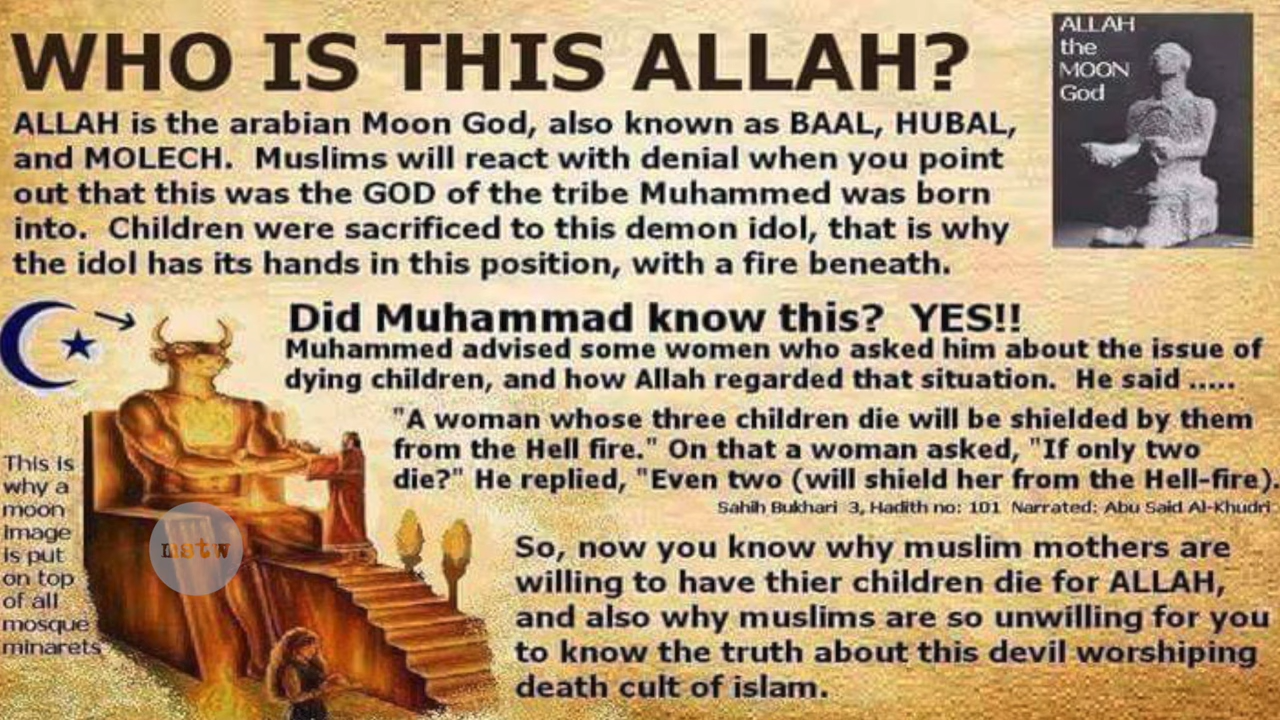 WHO IS THIS ALLAH?
ALLAH
the
MOON
God
ALLAH is the arabian Moon God, also known as BAAL, HUBAL,
and MOLECH. Muslims will react with denial when you point
out that this was the GOD of the tribe Muhammed was born
into. Children were sacrificed to this demon idol, that is why
the idol has its hands in this position, with a fire beneath.
Did Muhammad know this? YES!!
Muhammed advised some women who asked him about the issue of
dying children, and how Allah regarded that situation. He said .....
"A woman whose three children die will be shielded by them
from the Hell fire." On that a woman asked, "If only two
die?" He replied, "Even two (will shield her from the Hell-fire).
Sahih Bukhari 3, Hadith no: 101 Narrated: Abu Said Al-Khudri
This is
why a
moon
image
is put
on top
of all
mosque
minarets
nstw
So, now you know why muslim mothers are
willing to have thier children die for ALLAH,
and also why muslims are so unwilling for you
to know the truth about this devil worshiping
death cult of islam.